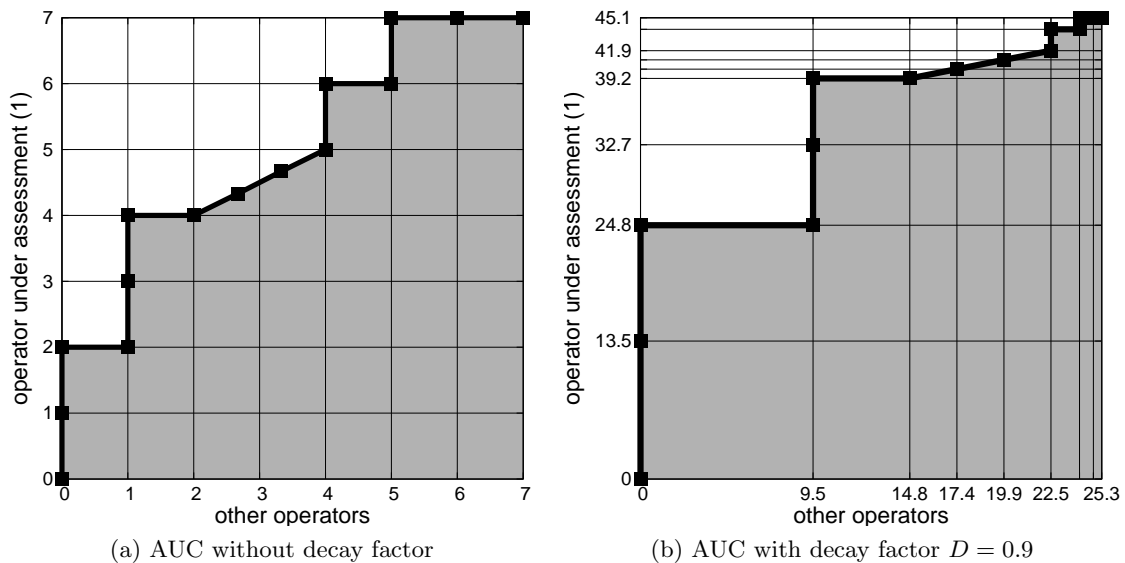 7
6
5
4
3
2
1
0
operator under assessment (1)
0 1 2 3 4 5 6 7
other operators
(a) AUC without decay factor
45.1
41.9
39.2
32.7
24.8
13.5
0
operator under assessment (1)
0 9.5 14.8 17.4 19.9 22.5 25.3
other operators
(b) AUC with decay factor D = 0.9